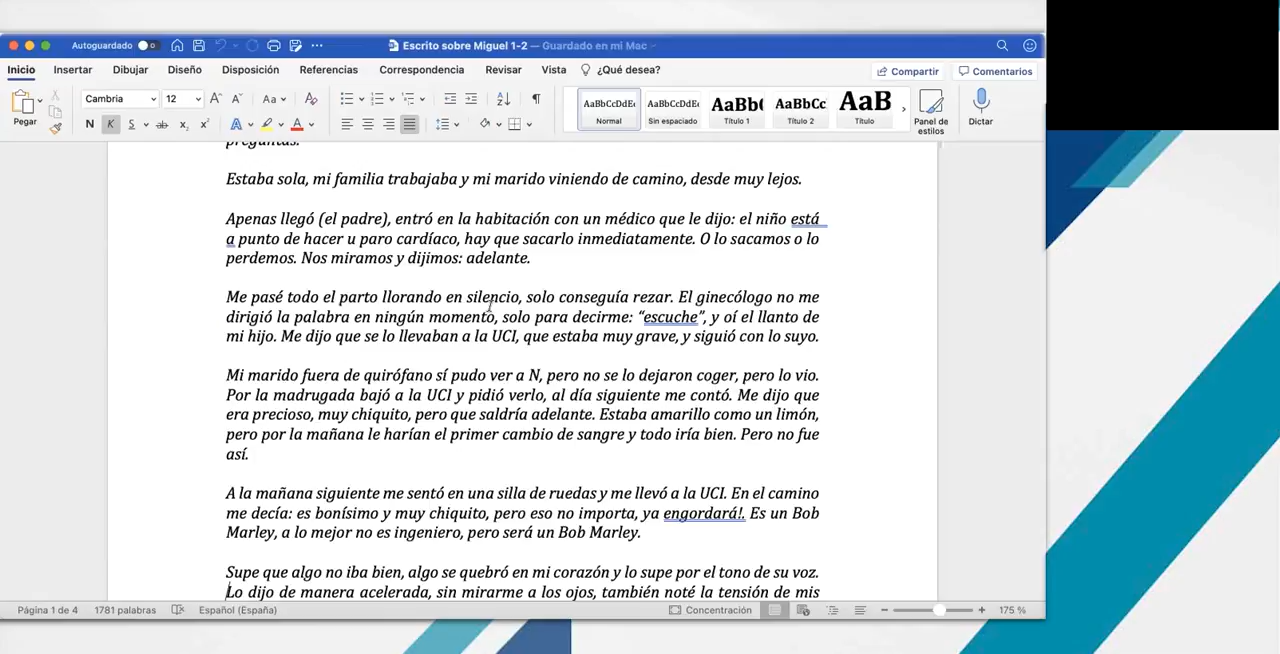 Autoguardado
Escrito sobre Miguel 1-2 — Guardado en mi Mac
Inicio Insertar Dibujar Diseño Disposición Referencias Correspondencia Revisar Vista ¿Qué desea? Compartir Comentarios
Pegar Cambria 12 Aa N K S ab x₂ x² A A
AaBbCcDdEe AaBbCcDdEe AaBb( AaBbCc AaB
Normal Sin espaciado Título 1 Título 2 Título Panel de estilos Dictar
preguntas.
Estaba sola, mi familia trabajaba y mi marido viniendo de camino, desde muy lejos.
Apenas llegó (el padre), entró en la habitación con un médico que le dijo: el niño está
a punto de hacer u paro cardíaco, hay que sacarlo inmediatamente. O lo sacamos o lo
perdemos. Nos miramos y dijimos: adelante.
Me pasé todo el parto llorando en silencio, solo conseguía rezar. El ginecólogo no me
dirigió la palabra en ningún momento, solo para decirme: “escuche”, y oí el llanto de
mi hijo. Me dijo que se lo llevaban a la UCI, que estaba muy grave, y siguió con lo suyo.
Mi marido fuera de quirófano sí pudo ver a N, pero no se lo dejaron coger, pero lo vio.
Por la madrugada bajó a la UCI y pidió verlo, al día siguiente me contó. Me dijo que
era precioso, muy chiquito, pero que saldría adelante. Estaba amarillo como un limón,
pero por la mañana le harían el primer cambio de sangre y todo iría bien. Pero no fue
así.
A la mañana siguiente me sentó en una silla de ruedas y me llevó a la UCI. En el camino
me decía: es bonísimo y muy chiquito, pero eso no importa, ya engordará!. Es un Bob
Marley, a lo mejor no es ingeniero, pero será un Bob Marley.
Supe que algo no iba bien, algo se quebró en mi corazón y lo supe por el tono de su voz.
Lo dijo de manera acelerada, sin mirarme a los ojos, también noté la tensión de mis
Página 1 de 4 1781 palabras Español (España) Concentración 175 %